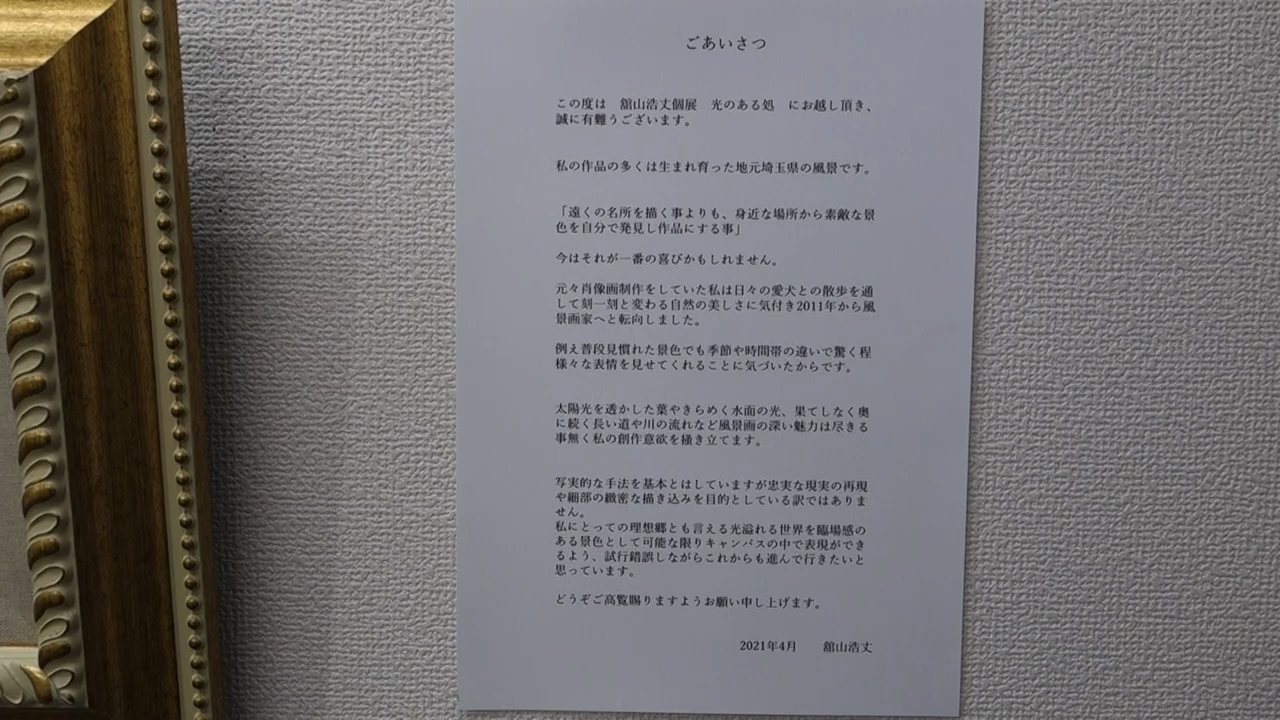 ごあいさつ
この度は　舘山浩丈個展　光のある処　にお越し頂き、
誠に有難うございます。
私の作品の多くは生まれ育った地元埼玉県の風景です。
「遠くの名所を描く事よりも、身近な場所から素敵な景
色を自分で発見し作品にする事」
今はそれが一番の喜びかもしれません。
元々肖像画制作をしていた私は日々の愛犬との散歩を通
して刻一刻と変わる自然の美しさに気付き2011年から風
景画家へと転向しました。
例え普段見慣れた景色でも季節や時間帯の違いで驚く程
様々な表情を見せてくれることに気づいたからです。
太陽光を透かした葉やきらめく水面の光、果てしなく奥
に続く長い道や川の流れなど風景画の深い魅力は尽きる
事無く私の創作意欲を掻き立てます。
写実的な手法を基本とはしていますが忠実な現実の再現
や細部の緻密な描き込みを目的としている訳ではありま
せん。
私にとっての理想郷とも言える光溢れる世界を臨場感の
ある景色として可能な限りキャンバスの中で表現ができ
るよう、試行錯誤しながらこれからも進んで行きたいと
思っています。
どうぞご高覧賜りますようお願い申し上げます。
2021年4月　　舘山浩丈